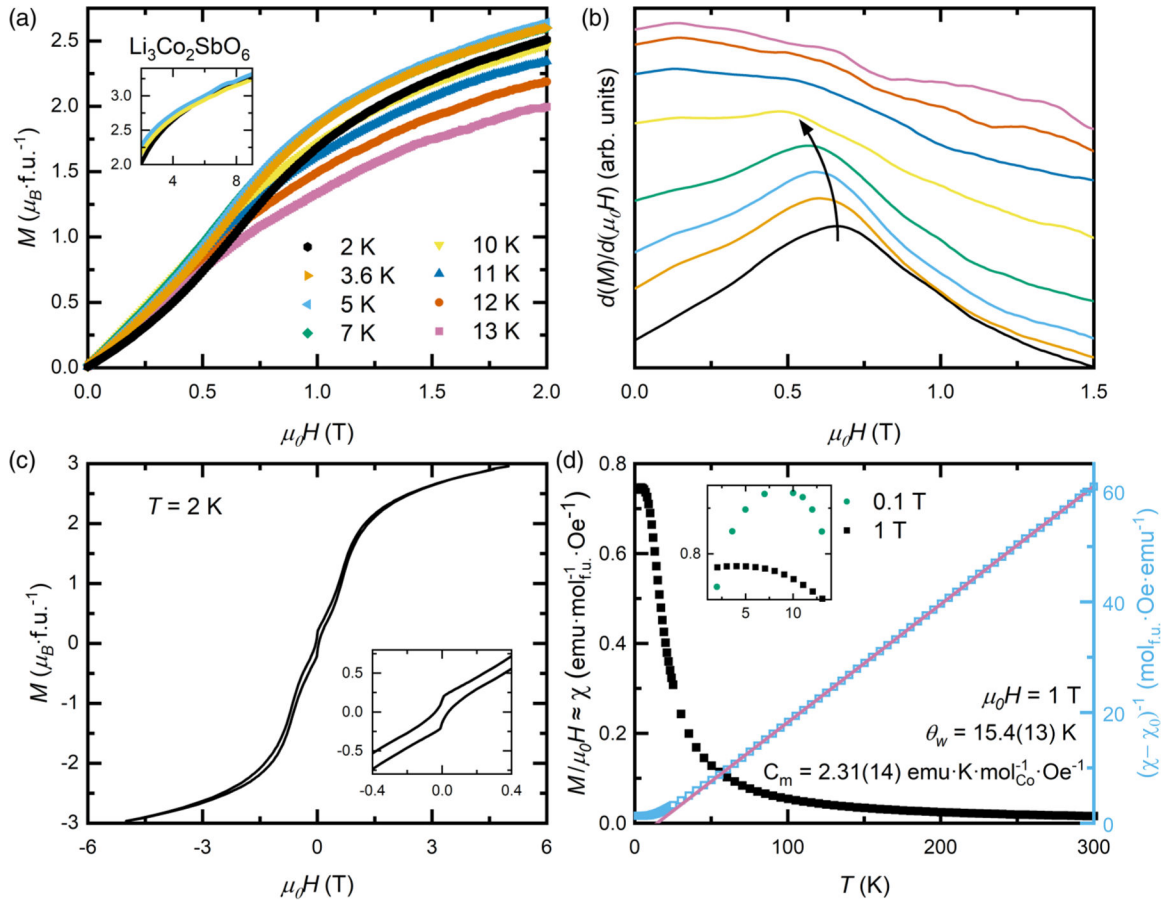 (a)
Li₃Co₂SbO₆
2 6
3.0
2.5
2.0
4 8
2.5
2.0
1.5
1.0
0.5
0.0
M (μB·f.u.⁻¹)
2 K
3.6 K
5 K
7 K
10 K
11 K
12 K
13 K
0.0 0.5 1.0 1.5 2.0
μ₀H (T)
(b)
d(M)/d(μ₀H) (arb. units)
0.0 0.5 1.0 1.5
μ₀H (T)
(c)
T = 2 K
3
2
1
0
-1
-2
-3
M (μB·f.u.⁻¹)
0.5
0.0
-0.5
-0.4 0.0 0.4
-6 -3 0 3 6
μ₀H (T)
(d)
0.8
0.6
0.4
0.2
0.0
M/μ₀H ≈ χ (emu·mol⁻¹f.u.·Oe⁻¹)
0.8
5 10
0.1 T
1 T
μ₀H = 1 T
θw = 15.4(13) K
Cm = 2.31(14) emu·K·mol⁻¹Co·Oe⁻¹
60
40
20
0
(χ– χ₀)⁻¹ (molf.u.·Oe·emu⁻¹)
0 100 200 300
T (K)